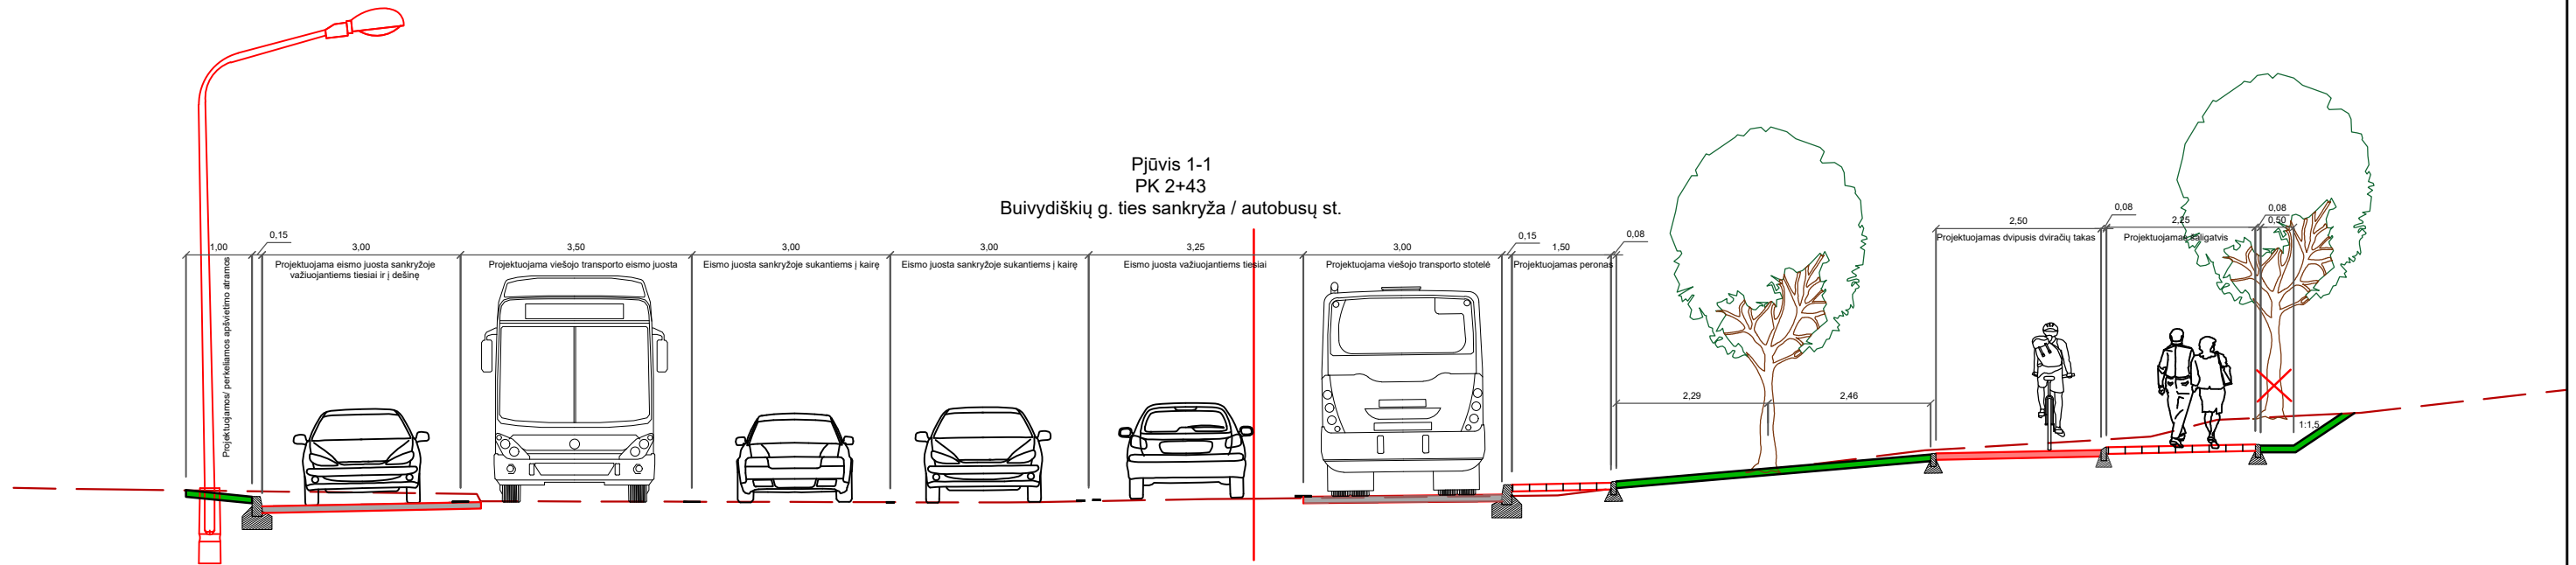 Pjūvis 1-1
PK 2+43
Buivydiškių g. ties sankryža / autobusų st.
1,00
0,15
3,00
3,50
3,00
3,00
3,25
3,00
0,15
1,50
0,08
2,29
2,46
2,50
0,08
2,25
0,08
0,50
Projektuojamos/ perkeliamos apšvietimo atramos
Projektuojama eismo juosta sankryžoje
važiuojantiems tiesiai ir į dešinę
Projektuojama viešojo transporto eismo juosta
Eismo juosta sankryžoje sukantiems į kairę
Eismo juosta sankryžoje sukantiems į kairę
Eismo juosta važiuojantiems tiesiai
Projektuojama viešojo transporto stotelė
Projektuojamas peronas
Projektuojamas dvipusis dviračių takas
Projektuojamas šaligatvis
1:1,5